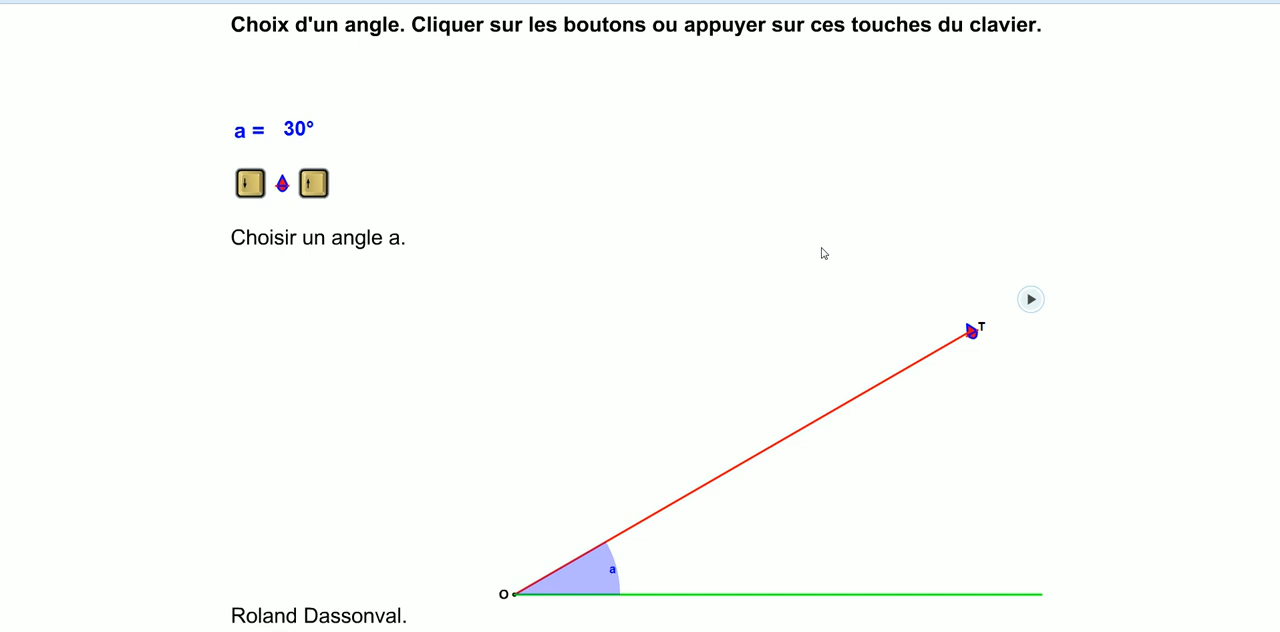 Choix d'un angle. Cliquer sur les boutons ou appuyer sur ces touches du clavier.
a = 30°
Choisir un angle a.
T
a
O
Roland Dassonval.